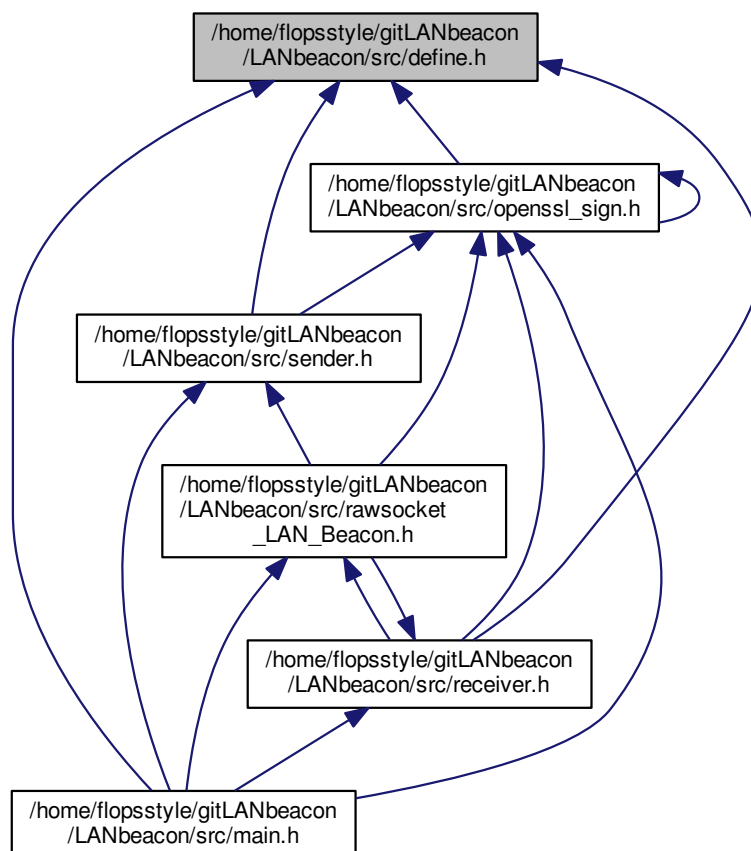 /home/flopsstyle/gitLANbeacon
/LANbeacon/src/define.h
/home/flopsstyle/gitLANbeacon
/LANbeacon/src/openssl_sign.h
/home/flopsstyle/gitLANbeacon
/LANbeacon/src/sender.h
/home/flopsstyle/gitLANbeacon
/LANbeacon/src/rawsocket
_LAN_Beacon.h
/home/flopsstyle/gitLANbeacon
/LANbeacon/src/receiver.h
/home/flopsstyle/gitLANbeacon
/LANbeacon/src/main.h